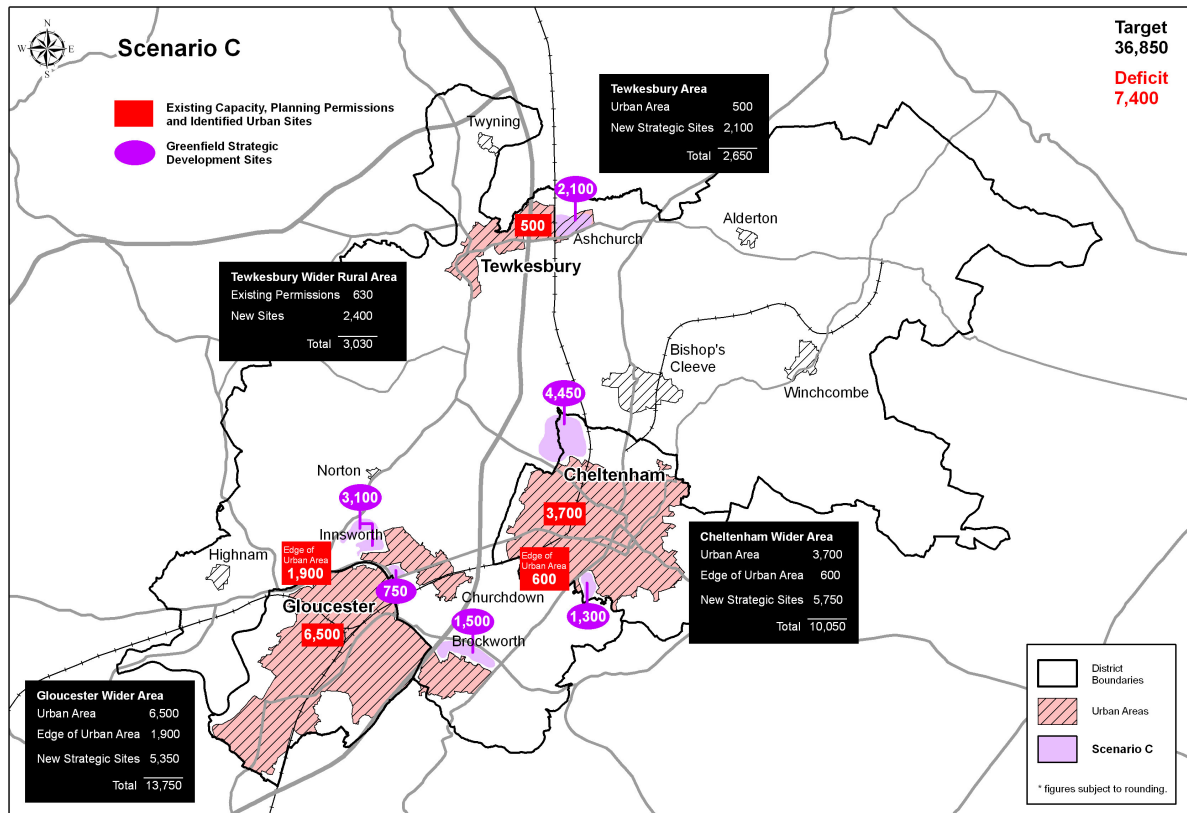 N
W
E
S
Scenario C
Target
36,850
Deficit
7,400
Existing Capacity, Planning Permissions
and Identified Urban Sites
Greenfield Strategic
Development Sites
Tewkesbury Area
Urban Area 500
New Strategic Sites 2,100
Total 2,650
Twyning
2,100
500
Ashchurch
Alderton
Tewkesbury
Tewkesbury Wider Rural Area
Existing Permissions 630
New Sites 2,400
Total 3,030
Bishop's
Cleeve
Winchcombe
4,450
Norton
Cheltenham
3,100
3,700
Innsworth
Highnam
Edge of
Urban Area
1,900
Edge of
Urban Area
600
Cheltenham Wider Area
Urban Area 3,700
Edge of Urban Area 600
New Strategic Sites 5,750
Total 10,050
750
Churchdown
Gloucester
1,500
1,300
6,500
Brockworth
Gloucester Wider Area
Urban Area 6,500
Edge of Urban Area 1,900
New Strategic Sites 5,350
Total 13,750
District
Boundaries
Urban Areas
Scenario C
* figures subject to rounding.